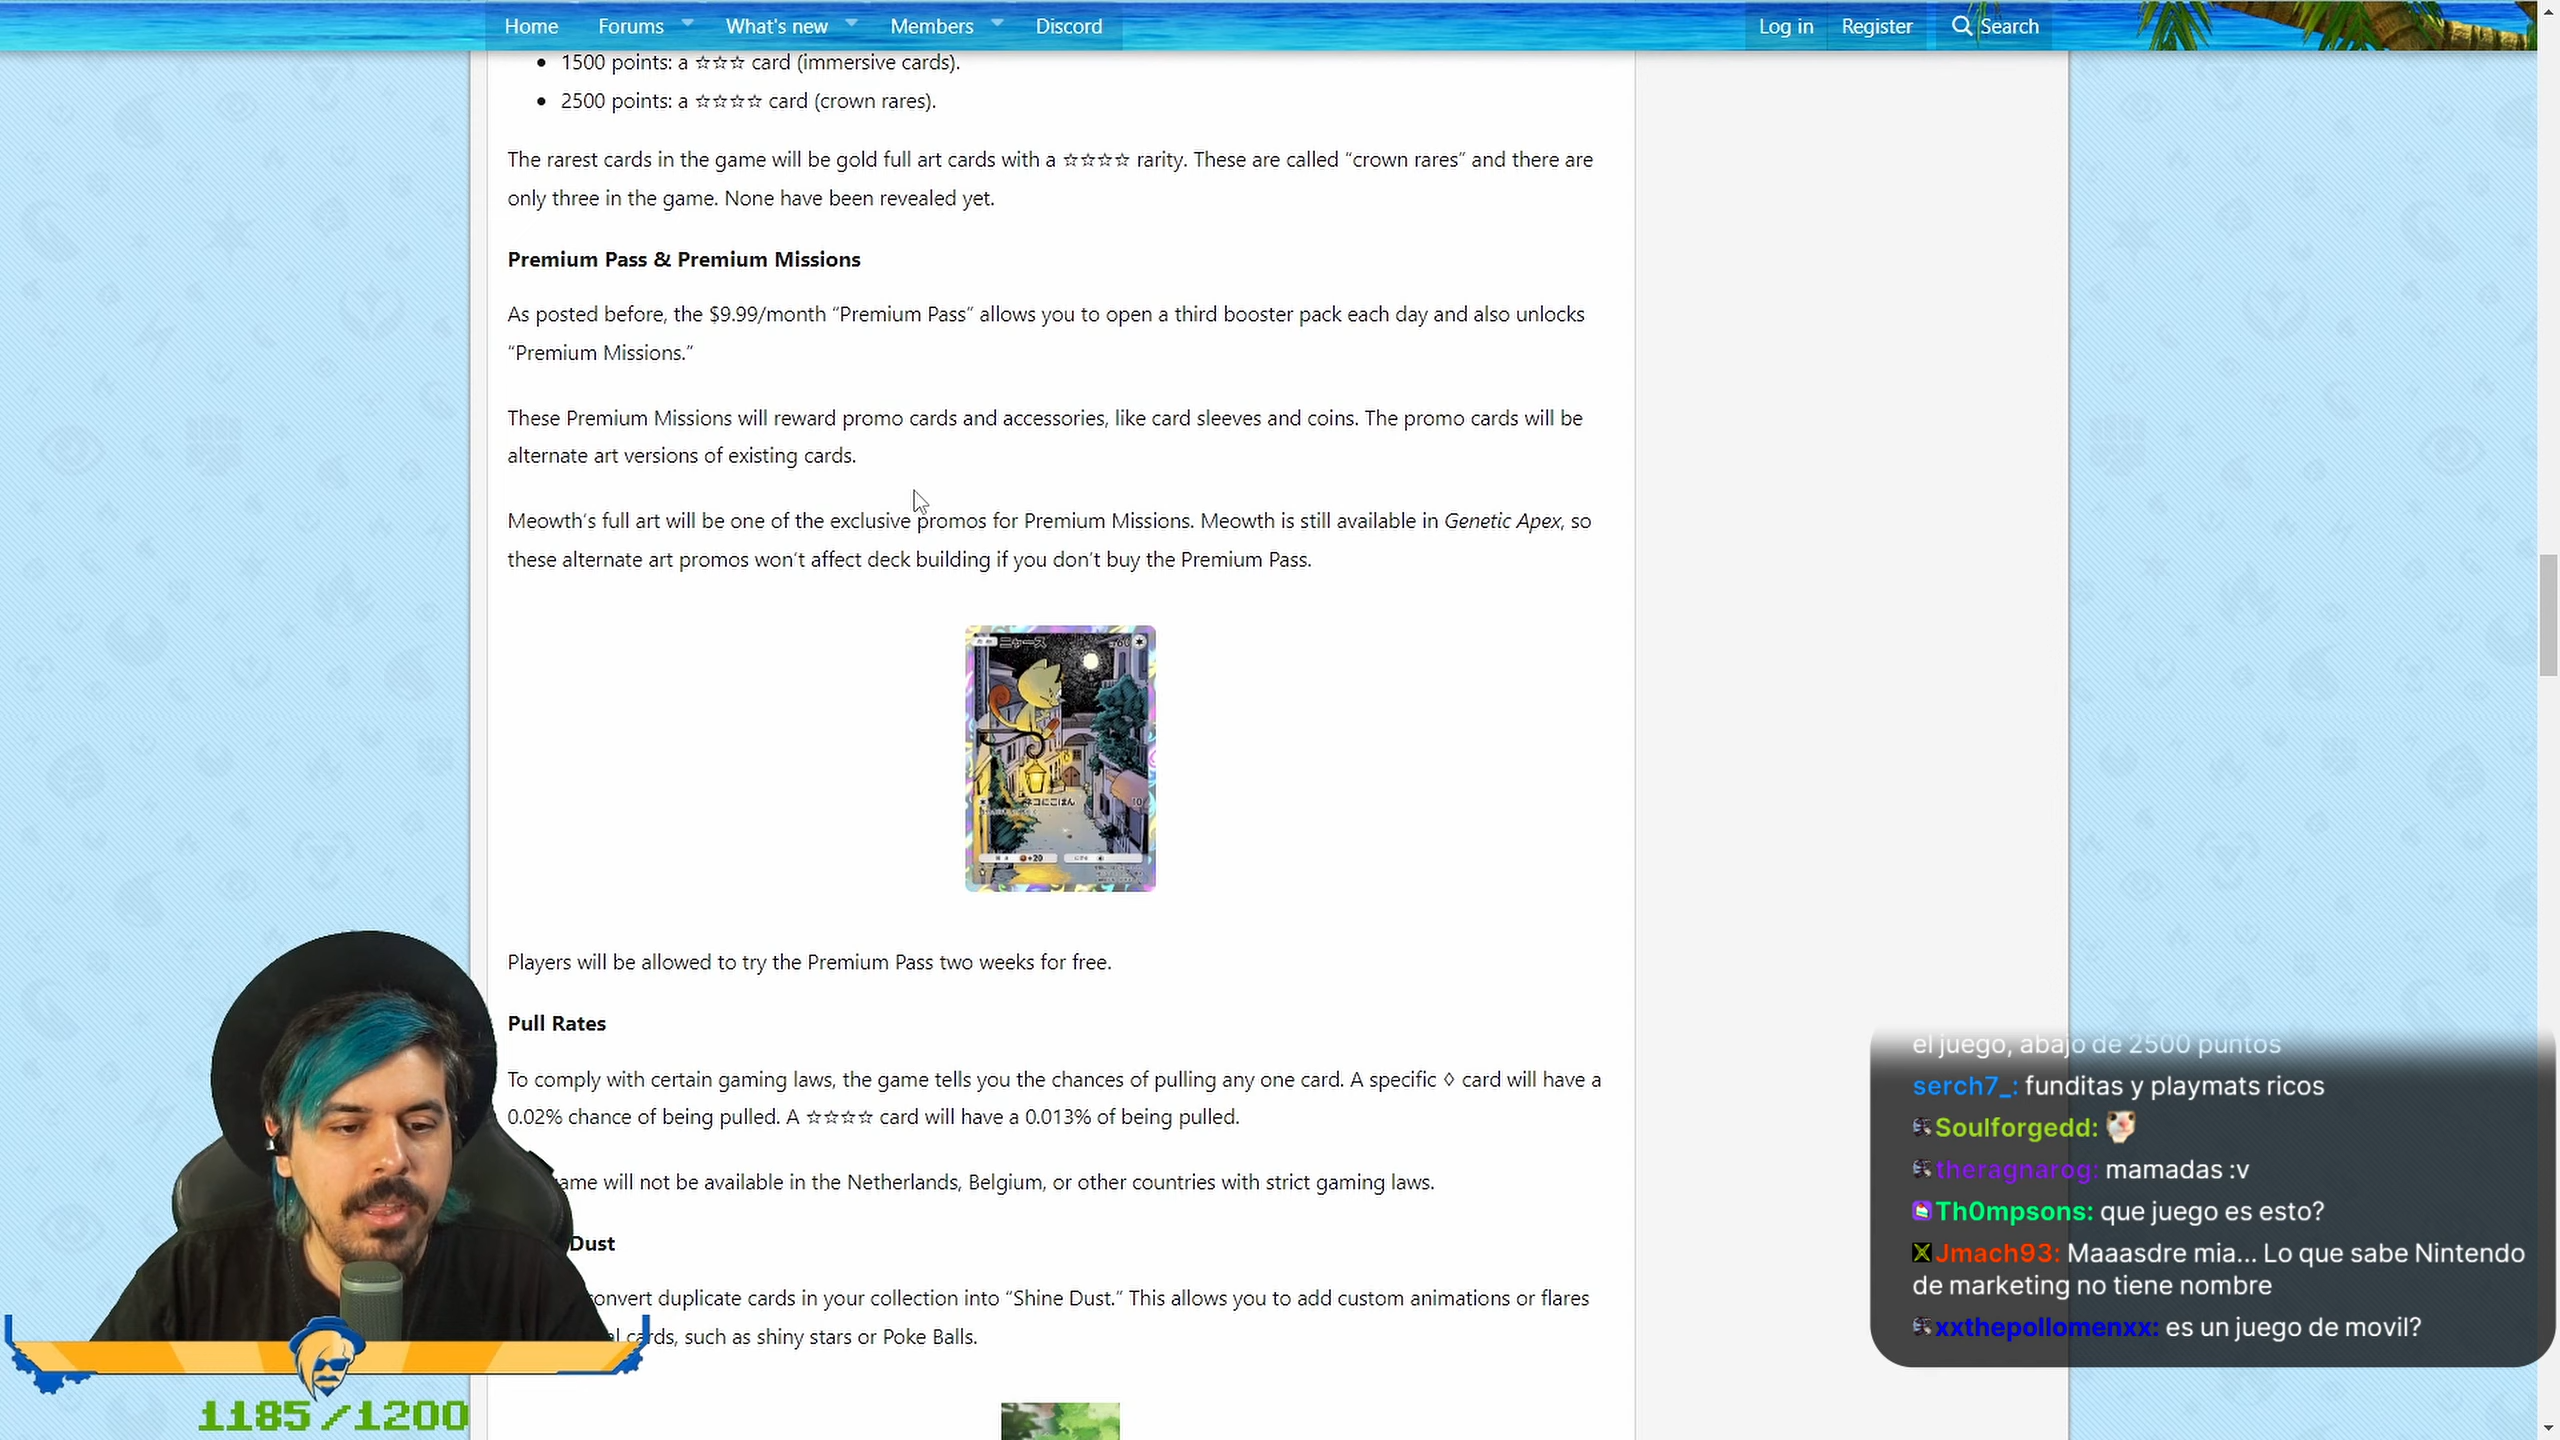 Home Forums What's new Members Discord Log in Register Search
1500 points: a ☆☆☆ card (immersive cards).
2500 points: a ☆☆☆☆ card (crown rares).
The rarest cards in the game will be gold full art cards with a ☆☆☆☆ rarity. These are called “crown rares” and there are
only three in the game. None have been revealed yet.
Premium Pass & Premium Missions
As posted before, the $9.99/month “Premium Pass” allows you to open a third booster pack each day and also unlocks
“Premium Missions.”
These Premium Missions will reward promo cards and accessories, like card sleeves and coins. The promo cards will be
alternate art versions of existing cards.
Meowth’s full art will be one of the exclusive promos for Premium Missions. Meowth is still available in Genetic Apex, so
these alternate art promos won’t affect deck building if you don’t buy the Premium Pass.
ニャース
ネコにごはん 10
+20
Players will be allowed to try the Premium Pass two weeks for free.
Pull Rates
To comply with certain gaming laws, the game tells you the chances of pulling any one card. A specific ◊ card will have a
0.02% chance of being pulled. A ☆☆☆☆ card will have a 0.013% of being pulled.
ame will not be available in the Netherlands, Belgium, or other countries with strict gaming laws.
Dust
onvert duplicate cards in your collection into “Shine Dust.” This allows you to add custom animations or flares
cards, such as shiny stars or Poke Balls.
el juego, abajo de 2500 puntos
serch7_: funditas y playmats ricos
Soulforgedd:
theragnarog: mamadas :v
Th0mpsons: que juego es esto?
Jmach93: Maaasdre mia... Lo que sabe Nintendo
de marketing no tiene nombre
xxthepollomenxx: es un juego de movil?
1185/1200